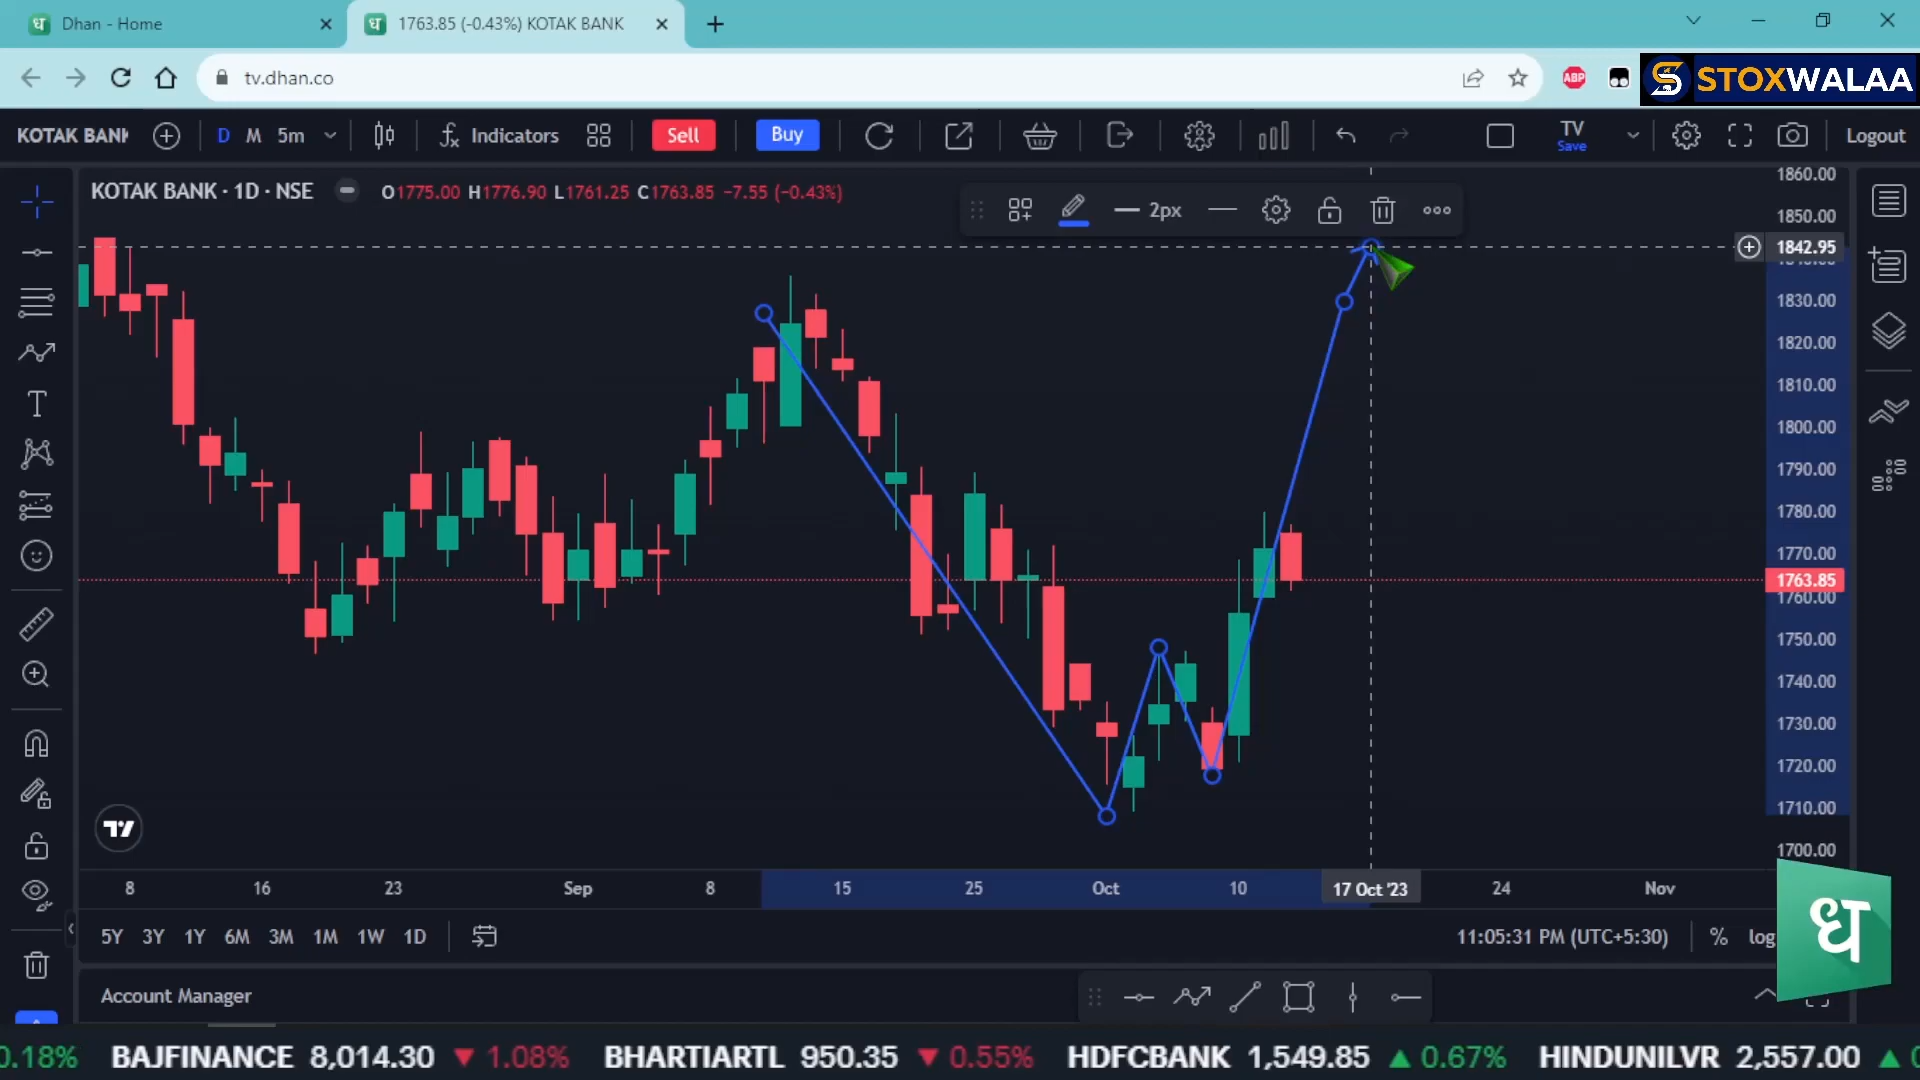 Dhan - Home
1763.85 (-0.43%) KOTAK BANK
tv.dhan.co
ABP
STOXWALAA
KOTAK BANK
D M 5m
Indicators
Sell
Buy
TV
Save
Logout
KOTAK BANK · 1D · NSE
O1775.00 H1776.90 L1761.25 C1763.85 −7.55 (−0.43%)
2px
1860.00
1850.00
1842.95
1830.00
1820.00
1810.00
1800.00
1790.00
1780.00
1770.00
1763.85
1760.00
1750.00
1740.00
1730.00
1720.00
1710.00
1700.00
8 16 23 Sep 8 15 25 Oct 10 17 Oct '23 24 Nov
5Y 3Y 1Y 6M 3M 1M 1W 1D
11:05:31 PM (UTC+5:30) % log
ध
Account Manager
0.18% BAJFINANCE 8,014.30 ▼ 1.08% BHARTIARTL 950.35 ▼ 0.55% HDFCBANK 1,549.85 ▲ 0.67% HINDUNILVR 2,557.00 ▲